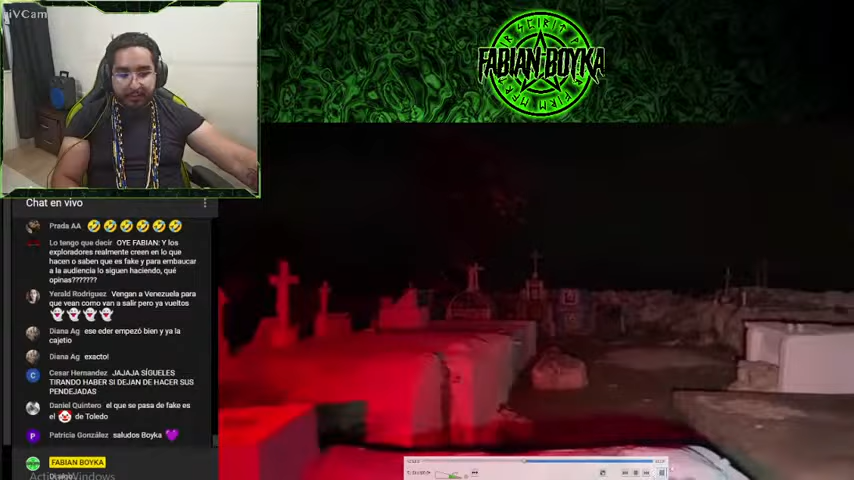 iVCam
FABIAN BOYKA
Chat en vivo
Prada AA
Lo tengo que decir OYE FABIAN: Y los
exploradores realmente creen en lo que
hacen o saben que es fake y para embaucar
a la audiencia lo siguen haciendo, qué
opinas???????
Yerald Rodriguez Vengan a Venezuela para
que vean como van a salir pero ya vueltos
Diana Ag ese eder empezó bien y ya la
cajetio
Diana Ag exacto!
Cesar Hernandez JAJAJA SÍGUELES
TIRANDO HABER SI DEJAN DE HACER SUS
PENDEJADAS
Daniel Quintero el que se pasa de fake es
el de Toledo
Patricia González saludos Boyka
FABIAN BOYKA
Windows